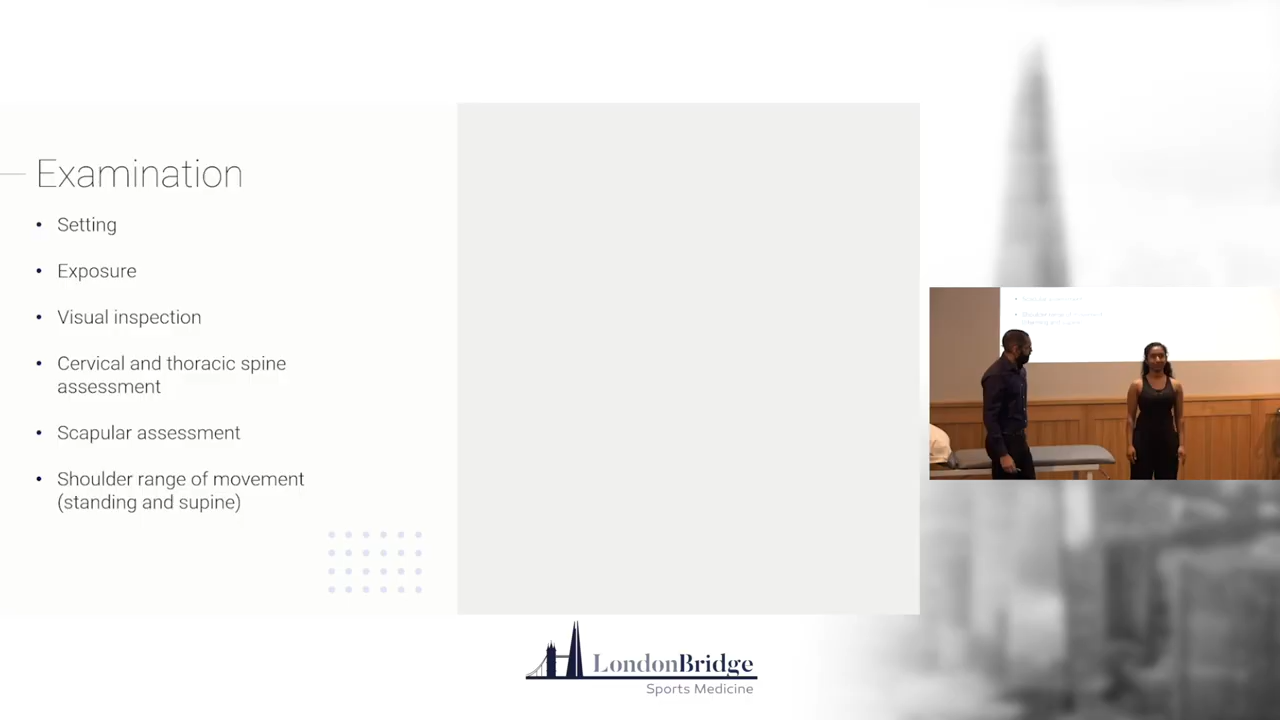 Examination
• Setting
• Exposure
• Visual inspection
• Cervical and thoracic spine
assessment
• Scapular assessment
• Shoulder range of movement
(standing and supine)
LondonBridge
Sports Medicine